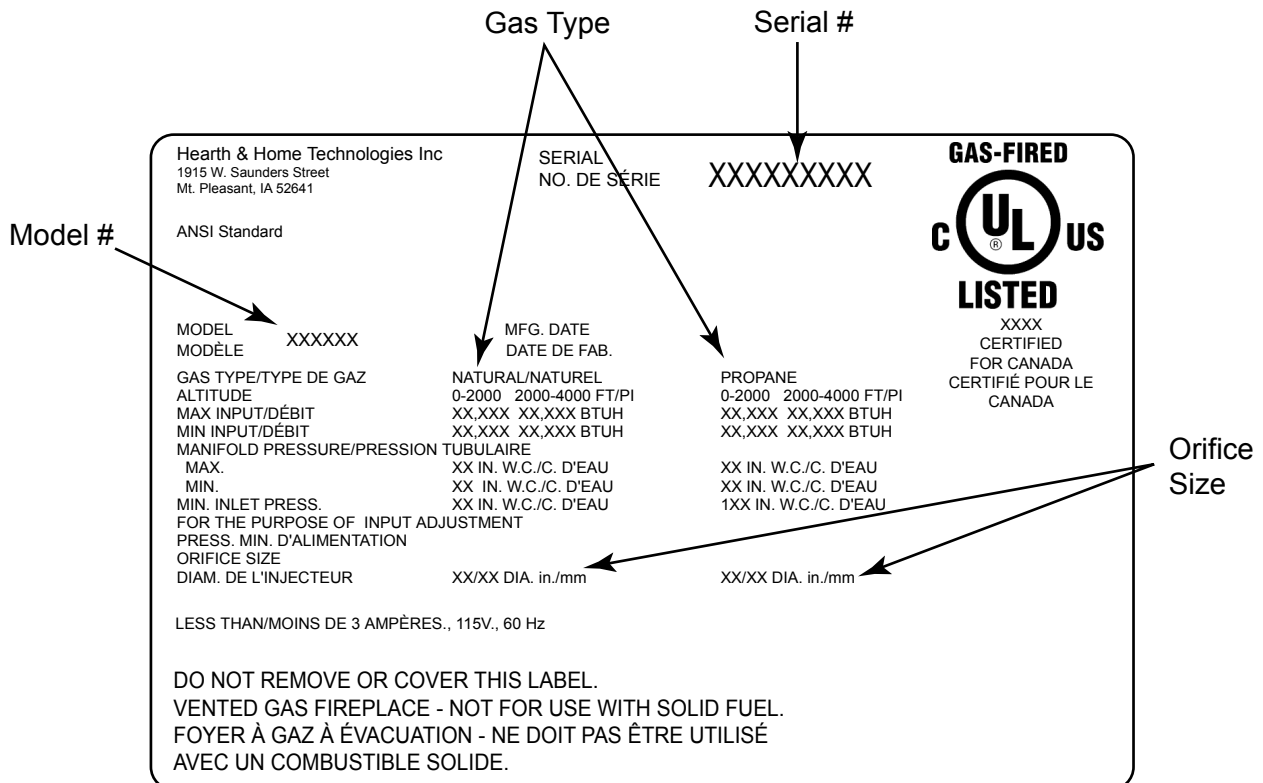 Gas Type
Serial #
Hearth & Home Technologies Inc
1915 W. Saunders Street
Mt. Pleasant, IA 52641
SERIAL
NO. DE SÉRIE
XXXXXXXXX
GAS-FIRED
C UL US
®
LISTED
Model #
ANSI Standard
XXXX
CERTIFIED
FOR CANADA
CERTIFIÉ POUR LE
CANADA
MODEL
MODÈLE
XXXXXX
MFG. DATE
DATE DE FAB.
GAS TYPE/TYPE DE GAZ NATURAL/NATUREL PROPANE
ALTITUDE 0-2000 2000-4000 FT/PI 0-2000 2000-4000 FT/PI
MAX INPUT/DÉBIT XX,XXX XX,XXX BTUH XX,XXX XX,XXX BTUH
MIN INPUT/DÉBIT XX,XXX XX,XXX BTUH XX,XXX XX,XXX BTUH
MANIFOLD PRESSURE/PRESSION TUBULAIRE
MAX. XX IN. W.C./C. D'EAU XX IN. W.C./C. D'EAU
MIN. XX IN. W.C./C. D'EAU XX IN. W.C./C. D'EAU
MIN. INLET PRESS. XX IN. W.C./C. D'EAU 1XX IN. W.C./C. D'EAU
FOR THE PURPOSE OF INPUT ADJUSTMENT
PRESS. MIN. D'ALIMENTATION
ORIFICE SIZE
DIAM. DE L'INJECTEUR XX/XX DIA. in./mm XX/XX DIA. in./mm
Orifice
Size
LESS THAN/MOINS DE 3 AMPÈRES., 115V., 60 Hz
DO NOT REMOVE OR COVER THIS LABEL.
VENTED GAS FIREPLACE - NOT FOR USE WITH SOLID FUEL.
FOYER À GAZ À ÉVACUATION - NE DOIT PAS ÊTRE UTILISÉ
AVEC UN COMBUSTIBLE SOLIDE.